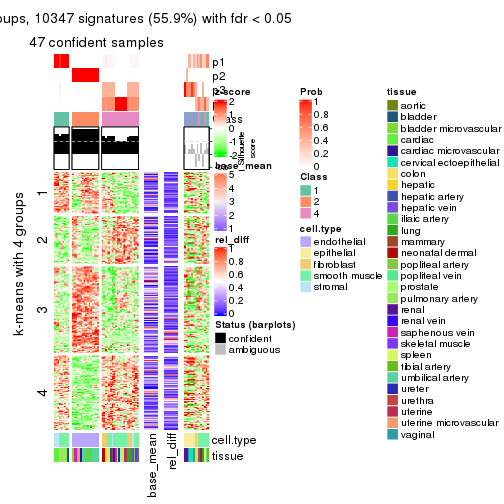 oups, 10347 signatures (55.9%) with fdr < 0.05
47 confident samples
p1
p2
p3
z-score
2
1
0
-1
-2
Silhouette
score
base_mean
5
4
3
2
1
rel_diff
1
0.8
0.6
0.4
0.2
0
Status (barplots)
confident
ambiguous
k-means with 4 groups
1
2
3
4
cell.type
tissue
base_mean
rel_diff
Prob
1
0.8
0.6
0.4
0.2
0
Class
1
2
4
cell.type
endothelial
epithelial
fibroblast
smooth muscle
stromal
tissue
aortic
bladder
bladder microvascular
cardiac
cardiac microvascular
cervical ectoepithelial
colon
hepatic
hepatic artery
hepatic vein
iliac artery
lung
mammary
neonatal dermal
popliteal artery
popliteal vein
prostate
pulmonary artery
renal
renal vein
saphenous vein
skeletal muscle
spleen
tibial artery
umbilical artery
ureter
urethra
uterine
uterine microvascular
vaginal